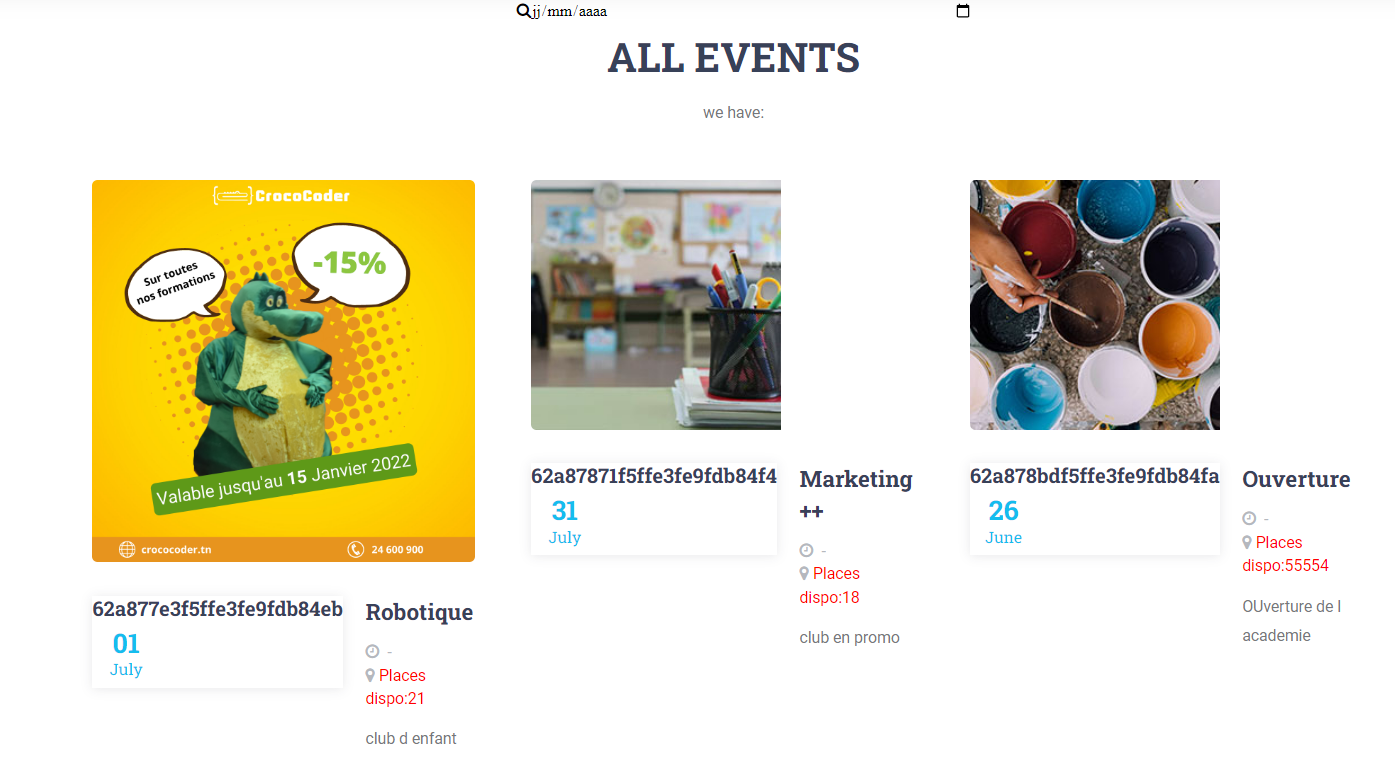 jj/mm/aaaa
ALL EVENTS
we have:
CrocoCoder
Sur toutes
nos formations
-15%
Valable jusqu'au 15 Janvier 2022
crococoder.tn
24 600 900
62a877e3f5ffe3fe9fdb84eb
01
July
Robotique
-
Places
dispo:21
club d enfant
62a87871f5ffe3fe9fdb84f4
31
July
Marketing
++
-
Places
dispo:18
club en promo
62a878bdf5ffe3fe9fdb84fa
26
June
Ouverture
-
Places
dispo:55554
OUverture de l
academie